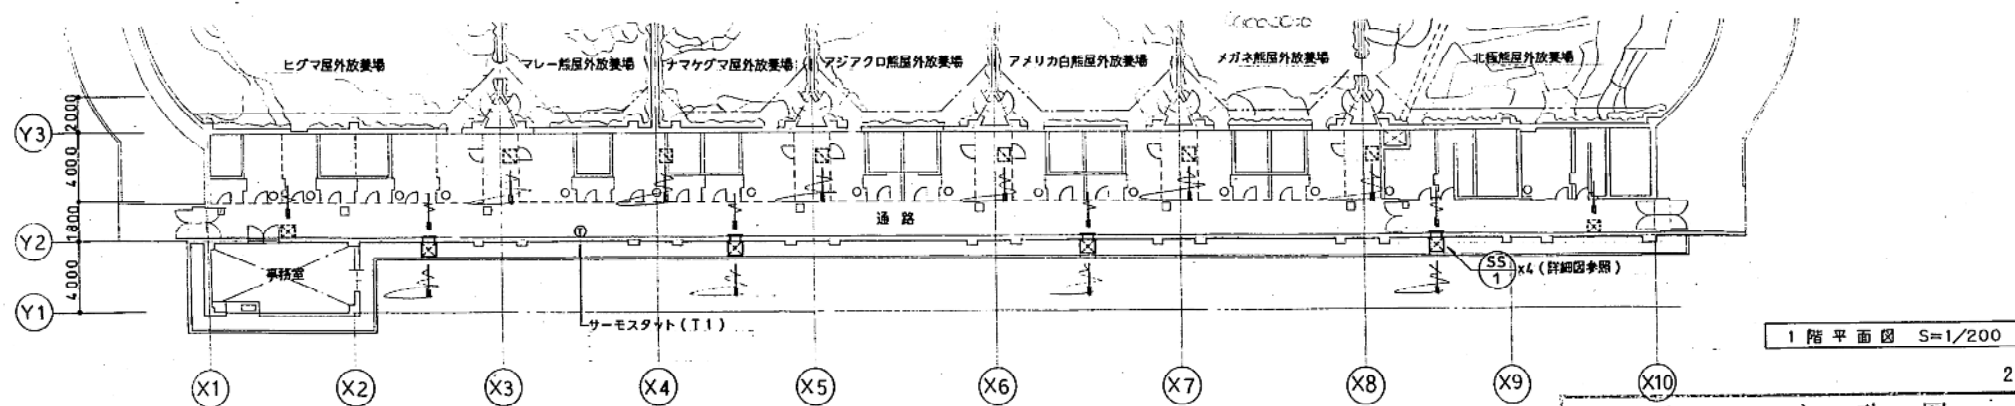 ヒグマ屋外放養場
マレー熊屋外放養場
ナマケグマ屋外放養場
アジアクロ熊屋外放養場
アメリカ白熊屋外放養場
メガネ熊屋外放養場
北極熊屋外放養場
2000
Y3
4000
通路
1800
Y2
T
事務室
SS
1
x4(詳細図参照)
4000
Y1
サーモスタット(T1)
1階平面図 S=1/200
X1 X2 X3 X4 X5 X6 X7 X8 X9 X10
2